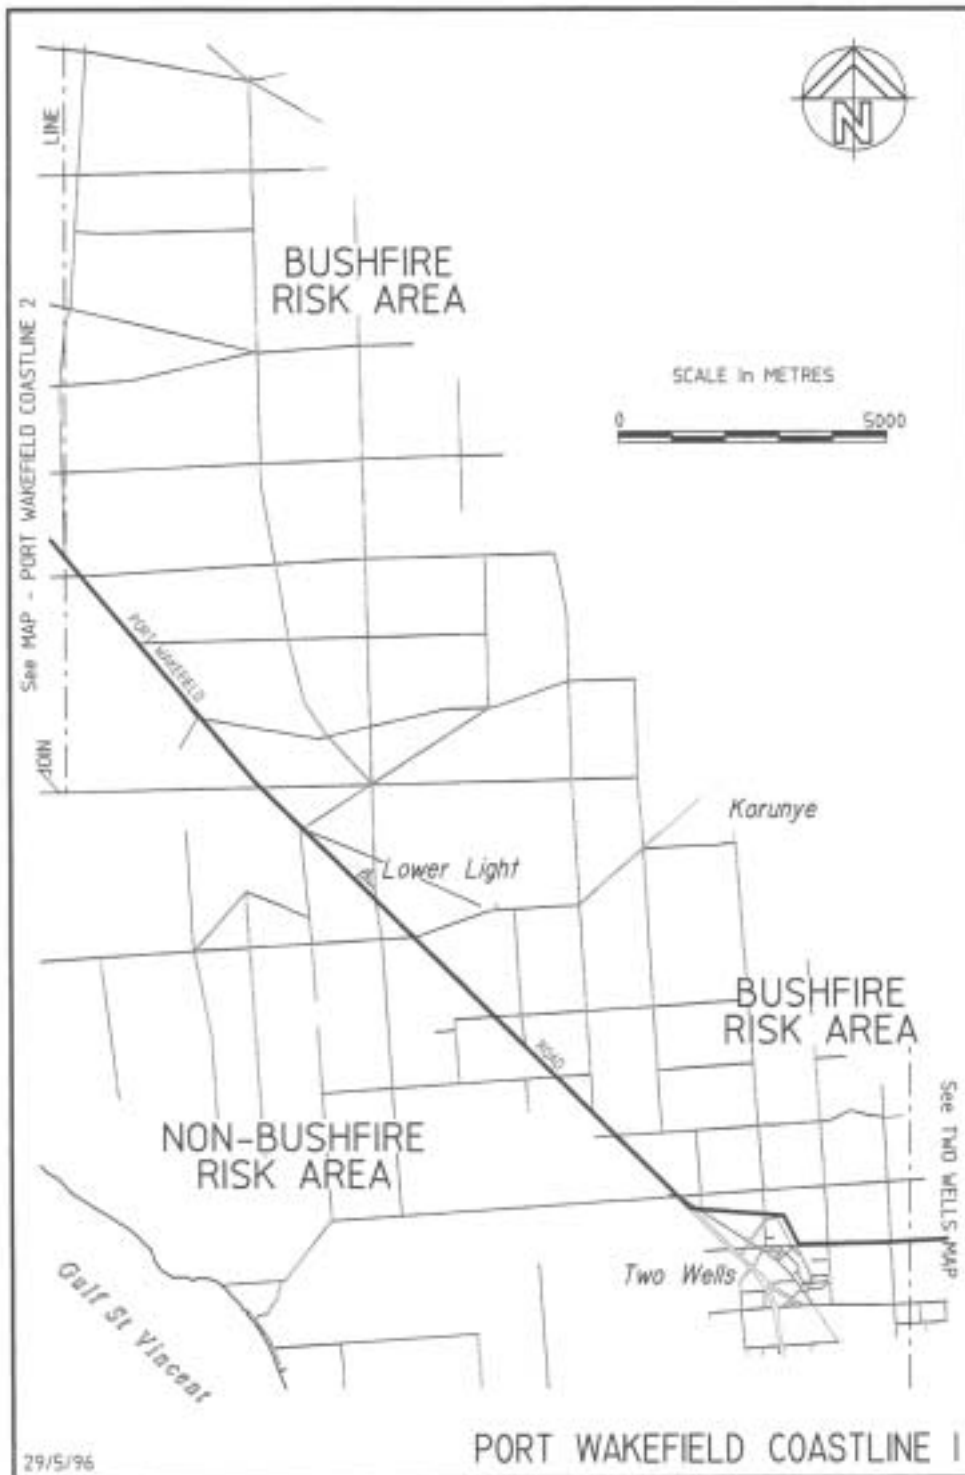 N
LINE
BUSHFIRE
RISK AREA
SCALE in METRES
0 5000
See MAP - PORT WAKEFIELD COASTLINE 2
PORT WAKEFIELD
JOIN
Korunye
Lower Light
BUSHFIRE
RISK AREA
ROAD
See TWO WELLS MAP
NON-BUSHFIRE
RISK AREA
Two Wells
Gulf St Vincent
PORT WAKEFIELD COASTLINE 1
29/5/96